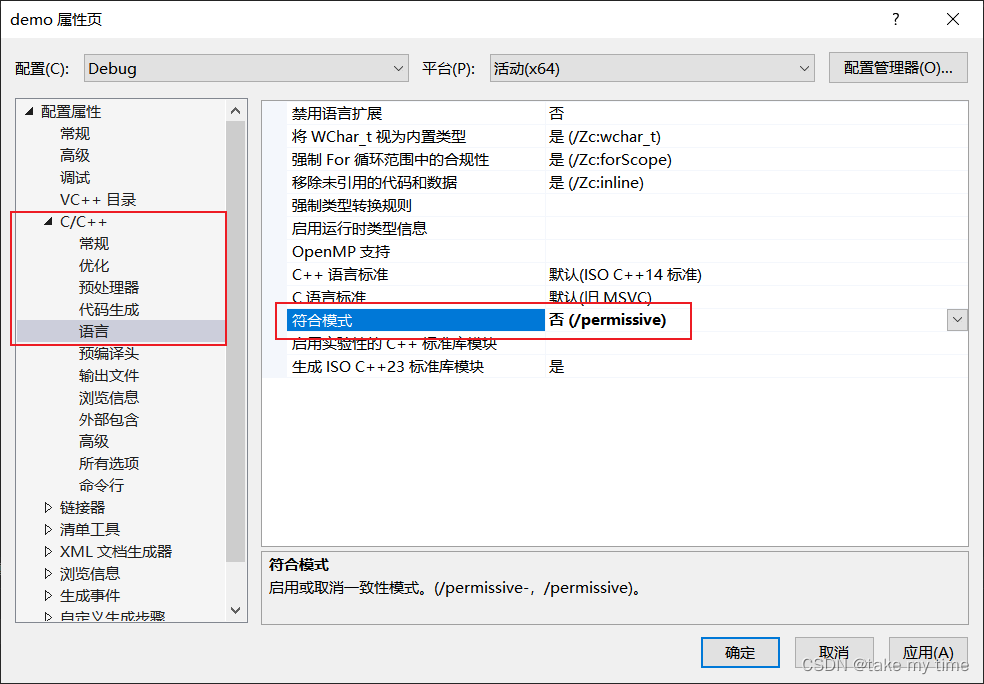 demo 属性页
?
配置(C): Debug 平台(P): 活动(x64) 配置管理器(O)...
配置属性
常规
高级
调试
VC++ 目录
C/C++
常规
优化
预处理器
代码生成
语言
预编译头
输出文件
浏览信息
外部包含
高级
所有选项
命令行
链接器
清单工具
XML 文档生成器
浏览信息
生成事件
自定义生成步骤
禁用语言扩展 否
将 WChar_t 视为内置类型 是 (/Zc:wchar_t)
强制 For 循环范围中的合规性 是 (/Zc:forScope)
移除未引用的代码和数据 是 (/Zc:inline)
强制类型转换规则
启用运行时类型信息
OpenMP 支持
C++ 语言标准 默认(ISO C++14 标准)
C 语言标准 默认(旧 MSVC)
符合模式 否 (/permissive)
启用实验性的 C++ 标准库模块
生成 ISO C++23 标准库模块 是
符合模式
启用或取消一致性模式。(/permissive-，/permissive)。
确定 取消 应用(A)
CSDN @take my time